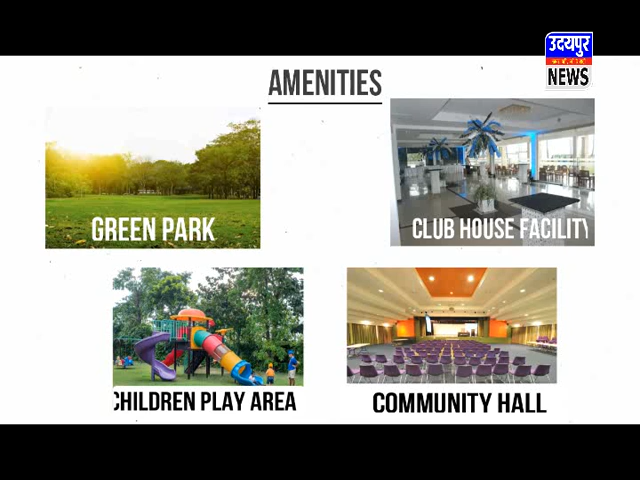 उदयपुर
NEWS
AMENITIES
GREEN PARK
CLUB HOUSE FACILITY
CHILDREN PLAY AREA
COMMUNITY HALL